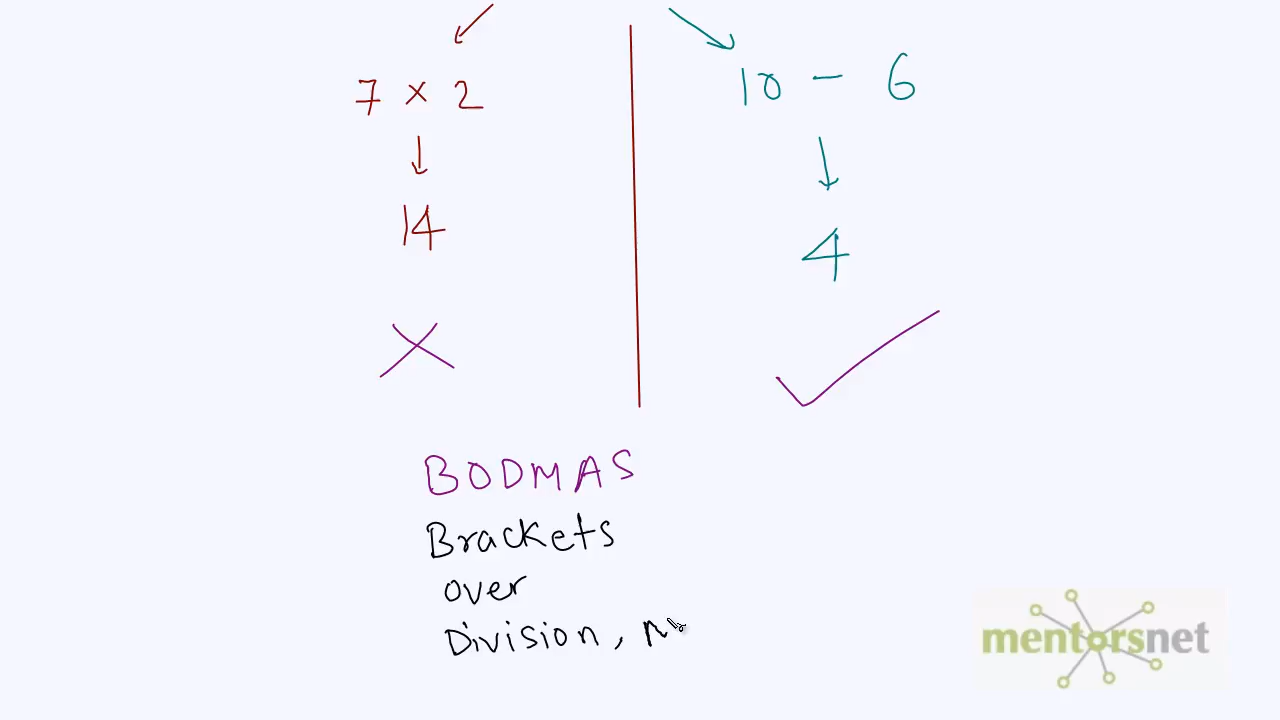 7 × 2
10 - 6
14
4
BODMAS
Brackets
over
Division, M
mentorsnet